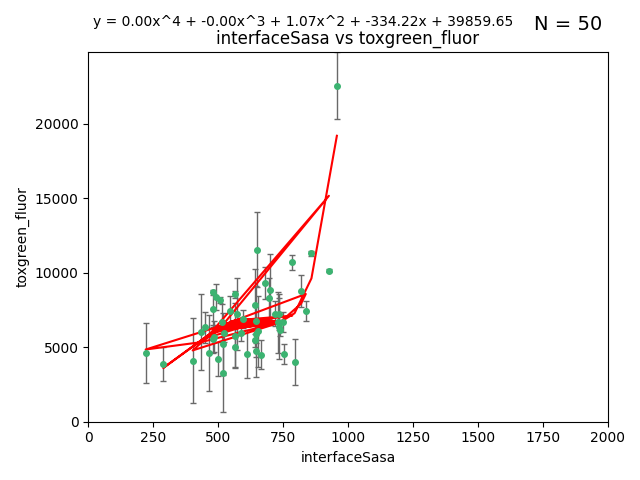 y = 0.00x^4 + -0.00x^3 + 1.07x^2 + -334.22x + 39859.65
N = 50
interfaceSasa vs toxgreen_fluor
toxgreen_fluor
20000
15000
10000
5000
0
0 250 500 750 1000 1250 1500 1750 2000
interfaceSasa